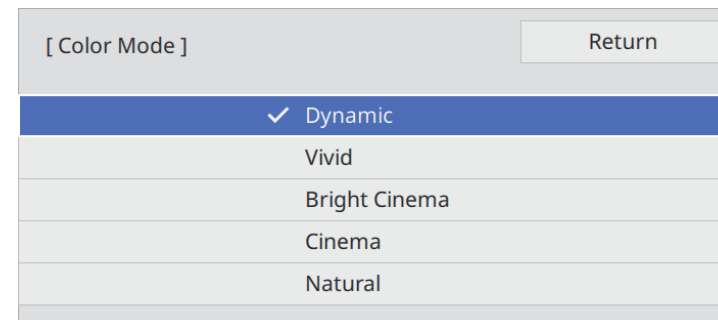 [ Color Mode ]
Return
Dynamic
Vivid
Bright Cinema
Cinema
Natural